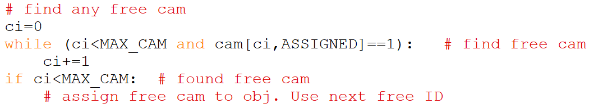 # find any free cam
ci=0
while (ci<MAX_CAM and cam[ci,ASSIGNED]==1):   # find free cam
    ci+=1
if ci<MAX_CAM:  # found free cam
    # assign free cam to obj. Use next free ID